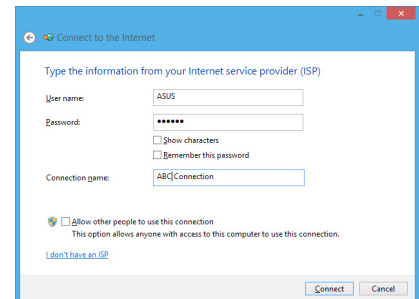 Connect to the Internet
Type the information from your Internet service provider (ISP)
User name: ASUS
Password: ••••••
Show characters
Remember this password
Connection name: ABC Connection
Allow other people to use this connection
This option allows anyone with access to this computer to use this connection.
I don't have an ISP
Connect Cancel